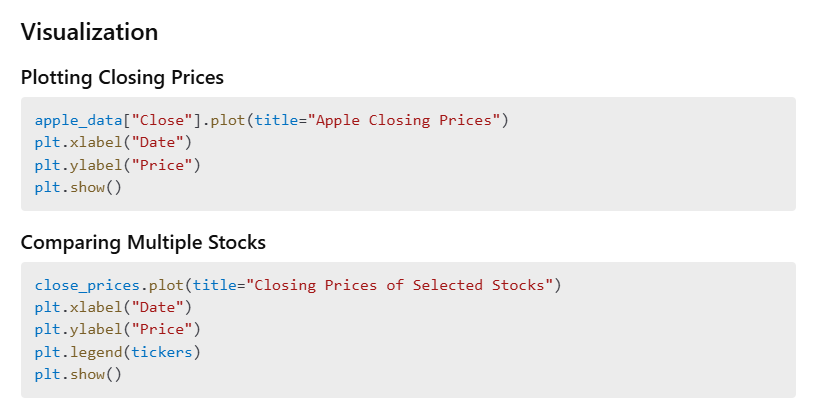 Visualization
Plotting Closing Prices
apple_data["Close"].plot(title="Apple Closing Prices")
plt.xlabel("Date")
plt.ylabel("Price")
plt.show()
Comparing Multiple Stocks
close_prices.plot(title="Closing Prices of Selected Stocks")
plt.xlabel("Date")
plt.ylabel("Price")
plt.legend(tickers)
plt.show()